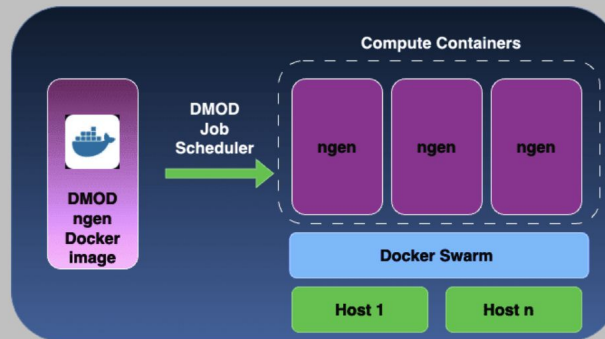 Compute Containers
DMOD
Job
Scheduler
DMOD
ngen
Docker
image
ngen
ngen
ngen
Docker Swarm
Host 1
Host n